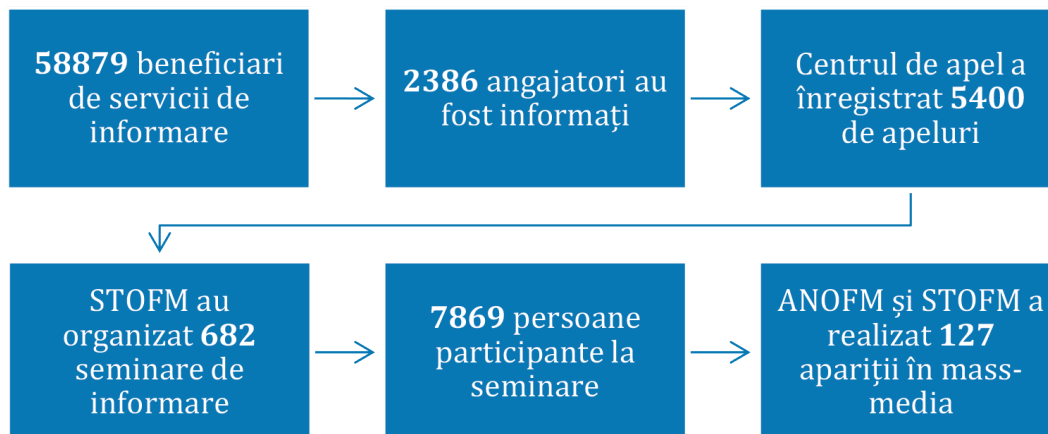 58879 beneficiari
de servicii de
informare
2386 angajatori au
fost informați
Centrul de apel a
înregistrat 5400
de apeluri
STOFM au
organizat 682
seminare de
informare
7869 persoane
participante la
seminare
ANOFM și STOFM a
realizat 127
apariții în mass-
media